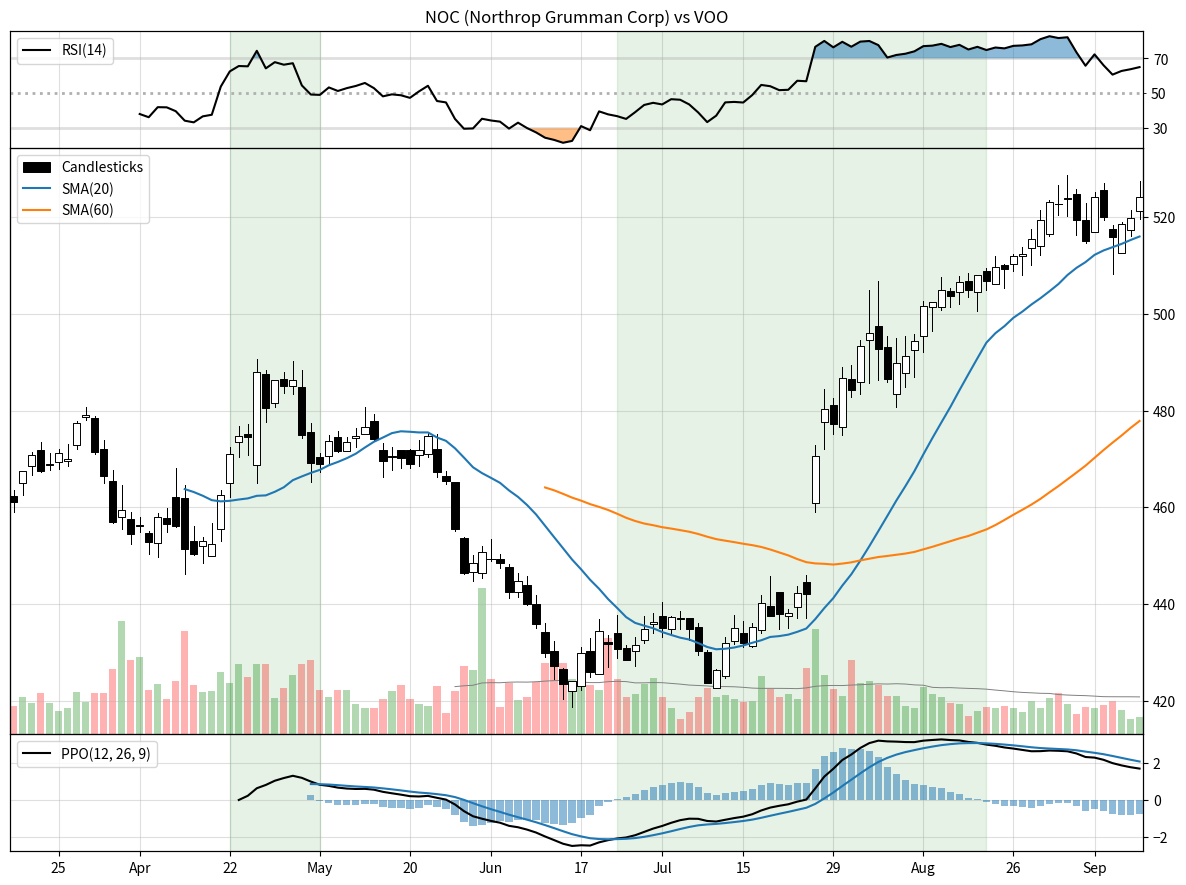 NOC (Northrop Grumman Corp) vs VOO
RSI(14)
70
50
30
Candlesticks
SMA(20)
SMA(60)
520
500
480
460
440
420
PPO(12, 26, 9)
2
0
−2
25 Apr 22 May 20 Jun 17 Jul 15 29 Aug 26 Sep